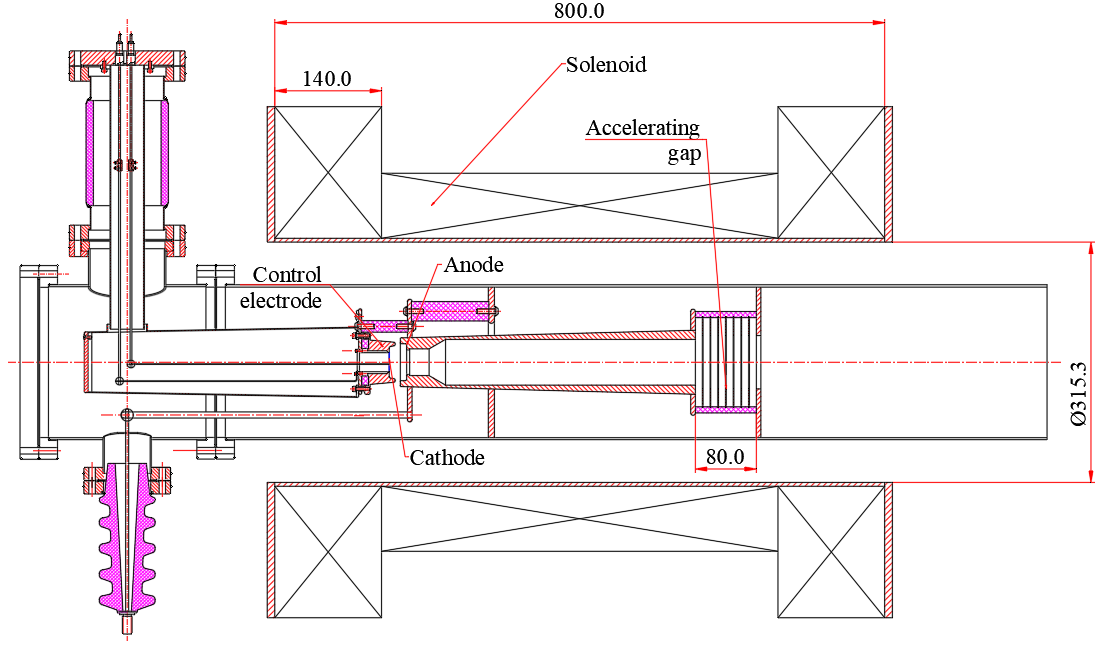 800.0
Solenoid
140.0
Accelerating
gap
Anode
Control
electrode
Ø315.3
Cathode
80.0